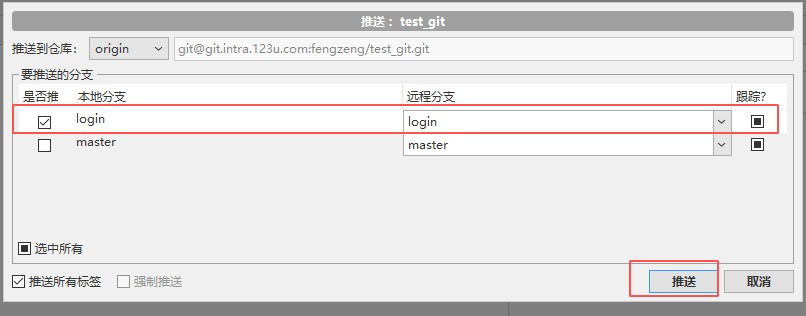 推送 : test_git
推送到仓库: origin git@git.intra.123u.com:fengzeng/test_git.git
要推送的分支
是否推 本地分支 远程分支 跟踪?
login login
master master
选中所有
推送所有标签 强制推送 推送 取消